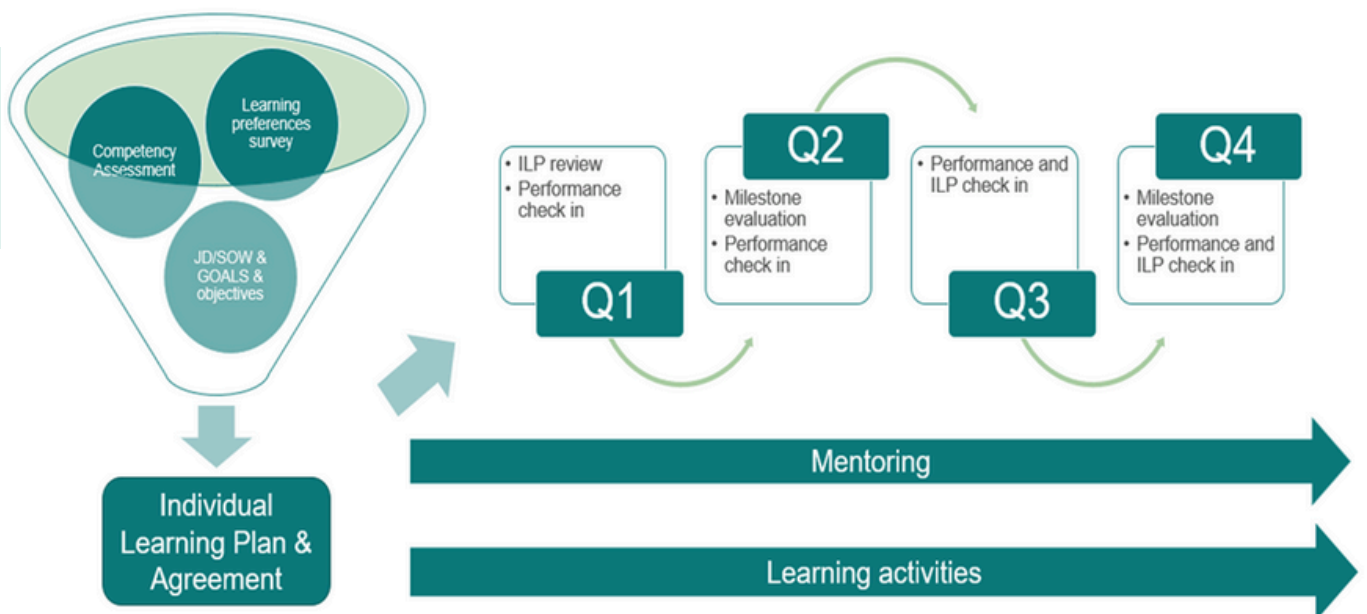 Learning
preferences
survey
Competency
Assessment
JD/SOW &
GOALS &
objectives
Individual
Learning Plan &
Agreement
• ILP review
• Performance
check in
Q1
Q2
• Milestone
evaluation
• Performance
check in
• Performance and
ILP check in
Q3
Q4
• Milestone
evaluation
• Performance and
ILP check in
Mentoring
Learning activities